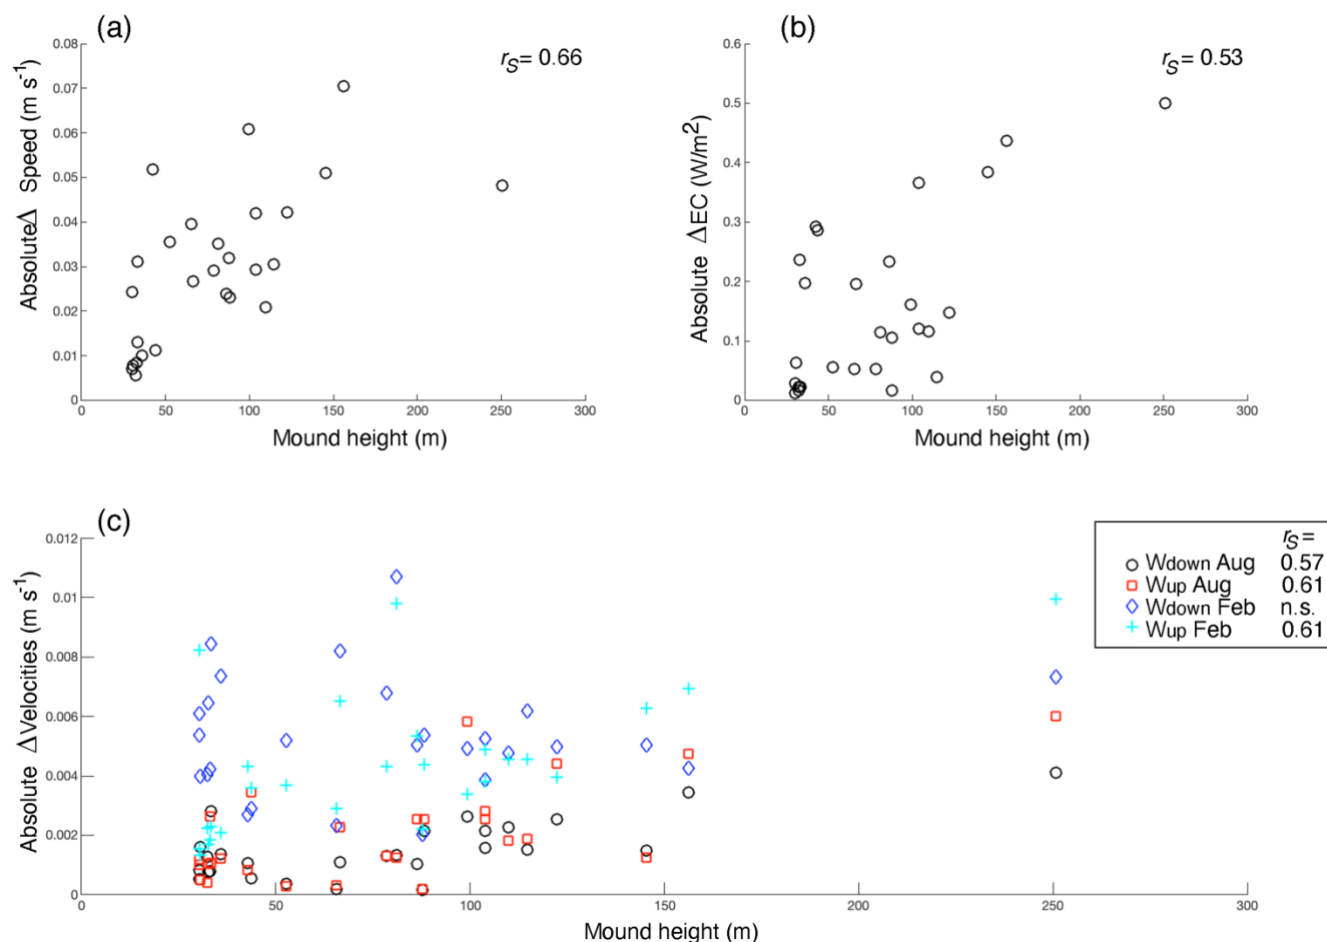 (a)
r_S = 0.66
Absolute Δ Speed (m s⁻¹)
0.08
0.07
0.06
0.05
0.04
0.03
0.02
0.01
0
0 50 100 150 200 250 300
Mound height (m)
(b)
r_S = 0.53
Absolute ΔEC (W/m²)
0.6
0.5
0.4
0.3
0.2
0.1
0
0 50 100 150 200 250 300
Mound height (m)
(c)
Absolute ΔVelocities (m s⁻¹)
0.012
0.01
0.008
0.006
0.004
0.002
0
0 50 100 150 200 250 300
Mound height (m)
r_S =
Wdown Aug 0.57
Wup Aug 0.61
Wdown Feb n.s.
Wup Feb 0.61